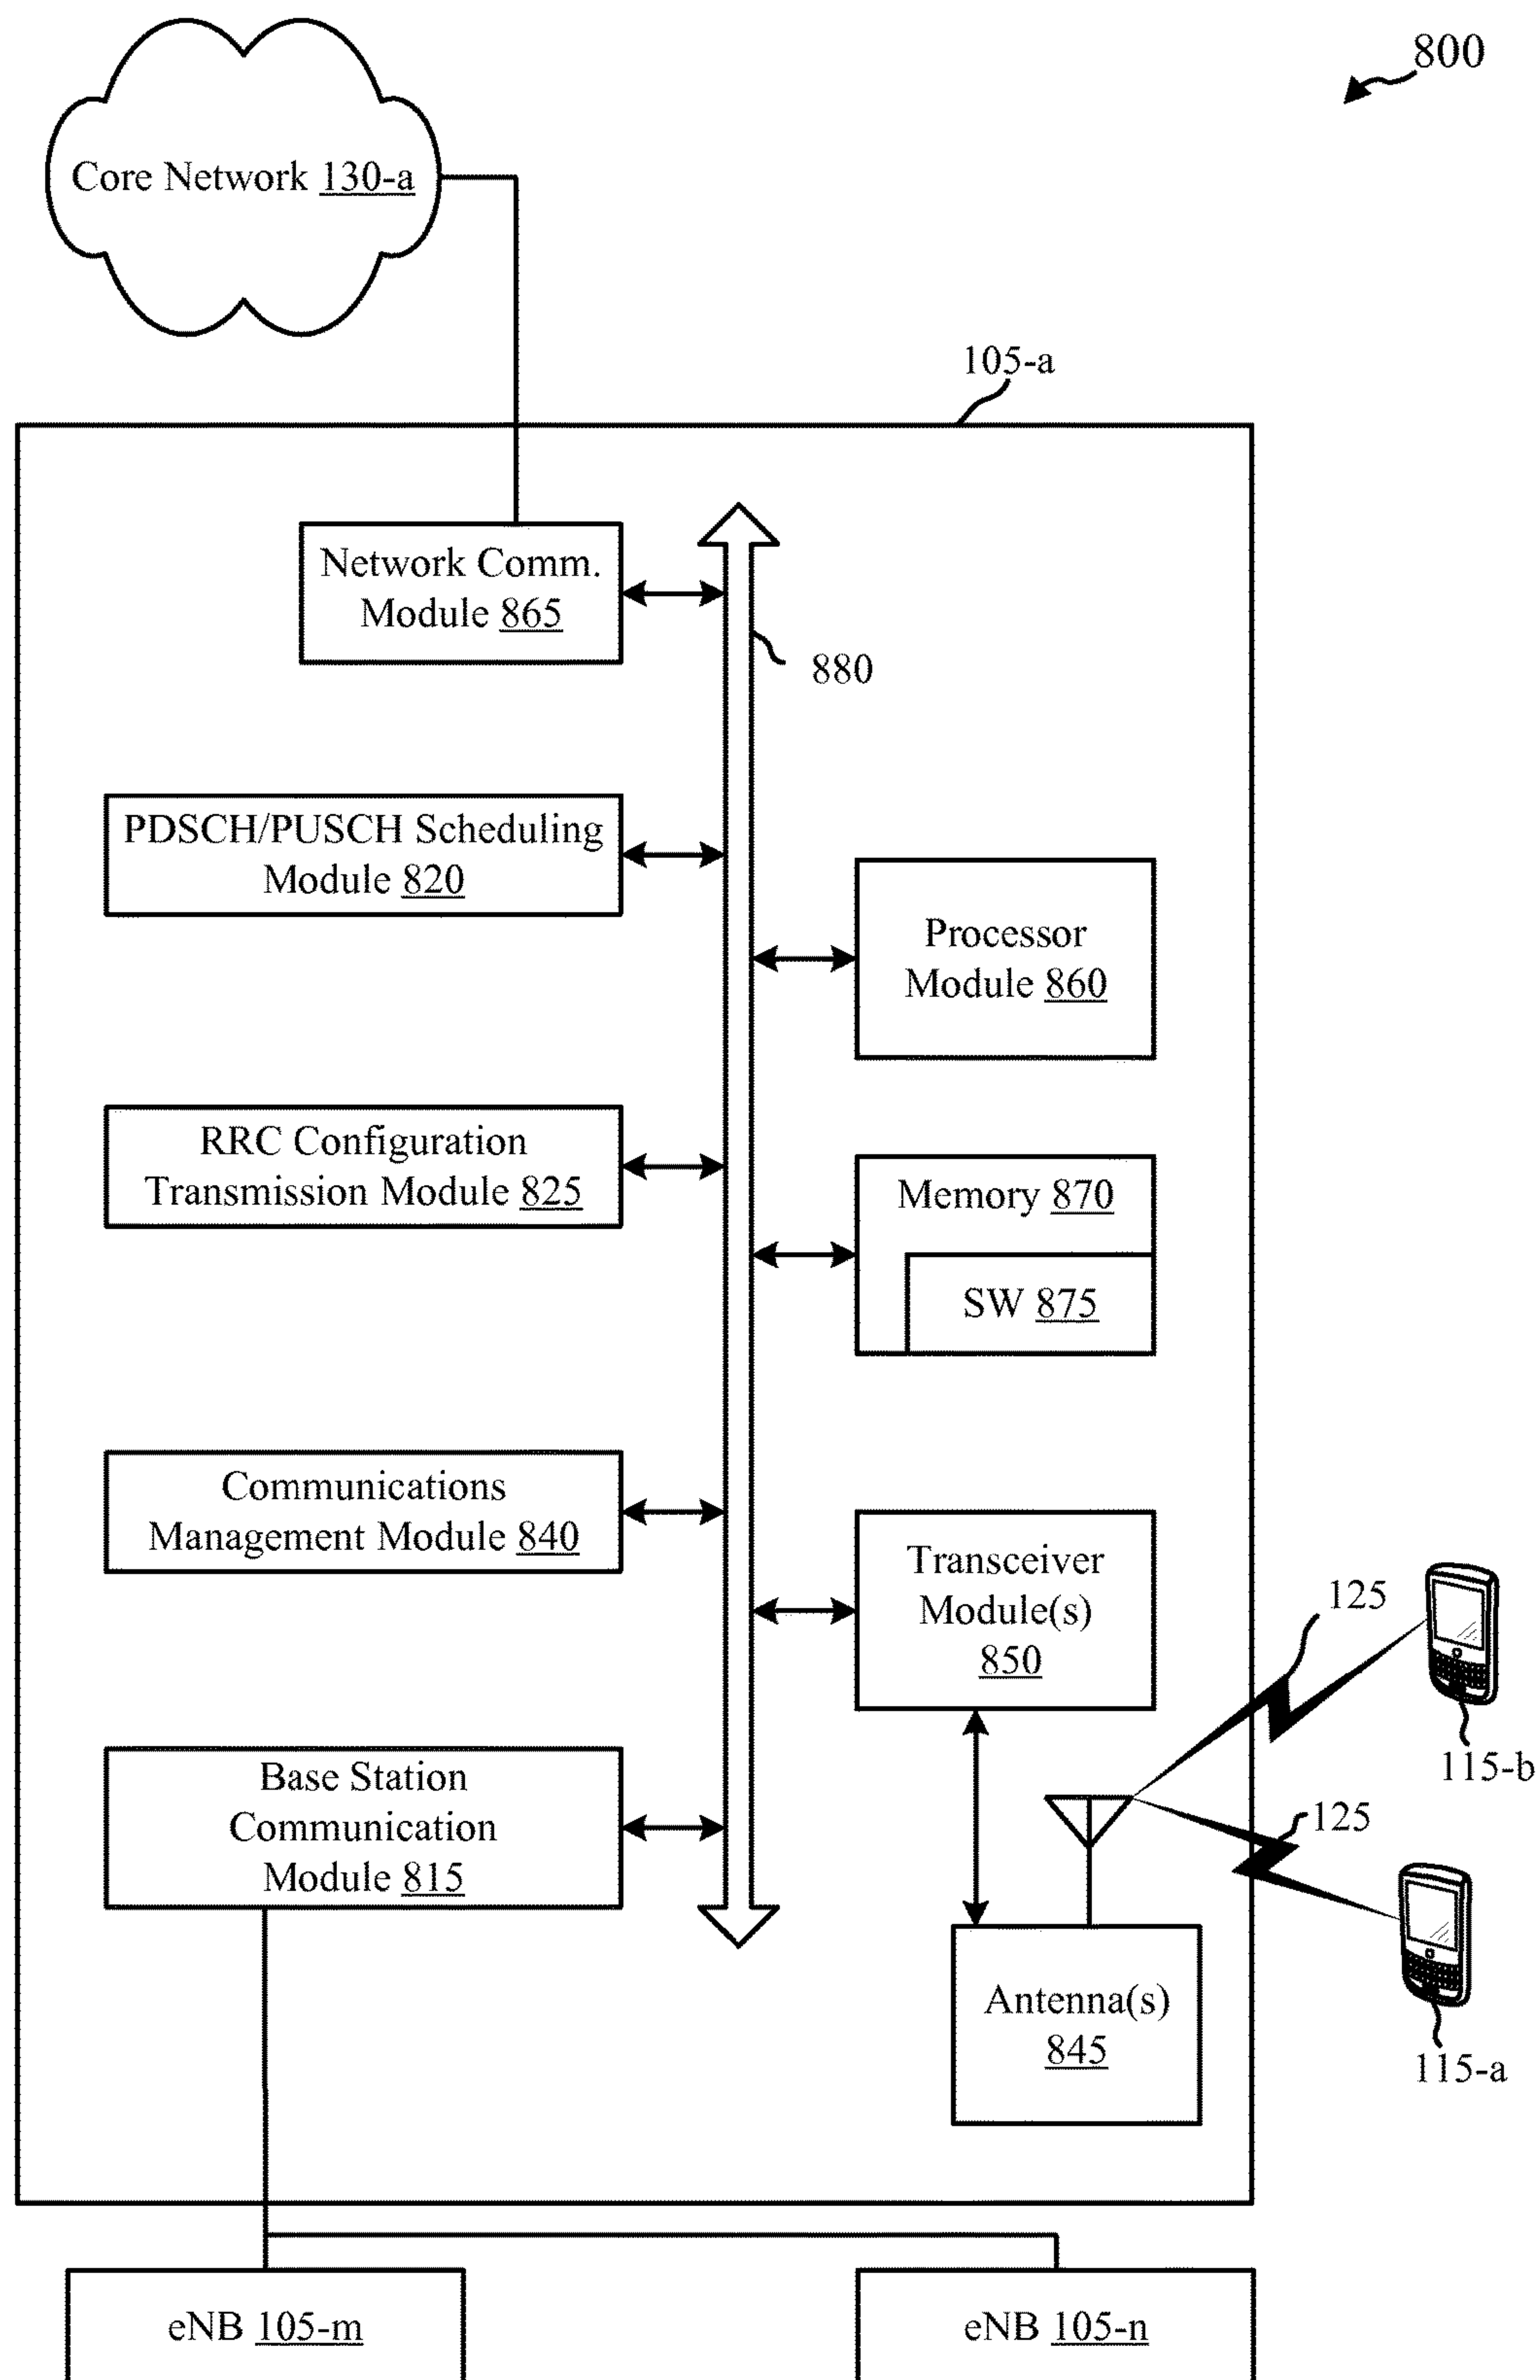 800
Core Network 130-a
105-a
Network Comm.
Module 865
880
PDSCH/PUSCH Scheduling
Module 820
Processor
Module 860
RRC Configuration
Transmission Module 825
Memory 870
SW 875
Communications
Management Module 840
Transceiver
Module(s)
850
125
115-b
Base Station
Communication
Module 815
125
Antenna(s)
845
115-a
eNB 105-m
eNB 105-n